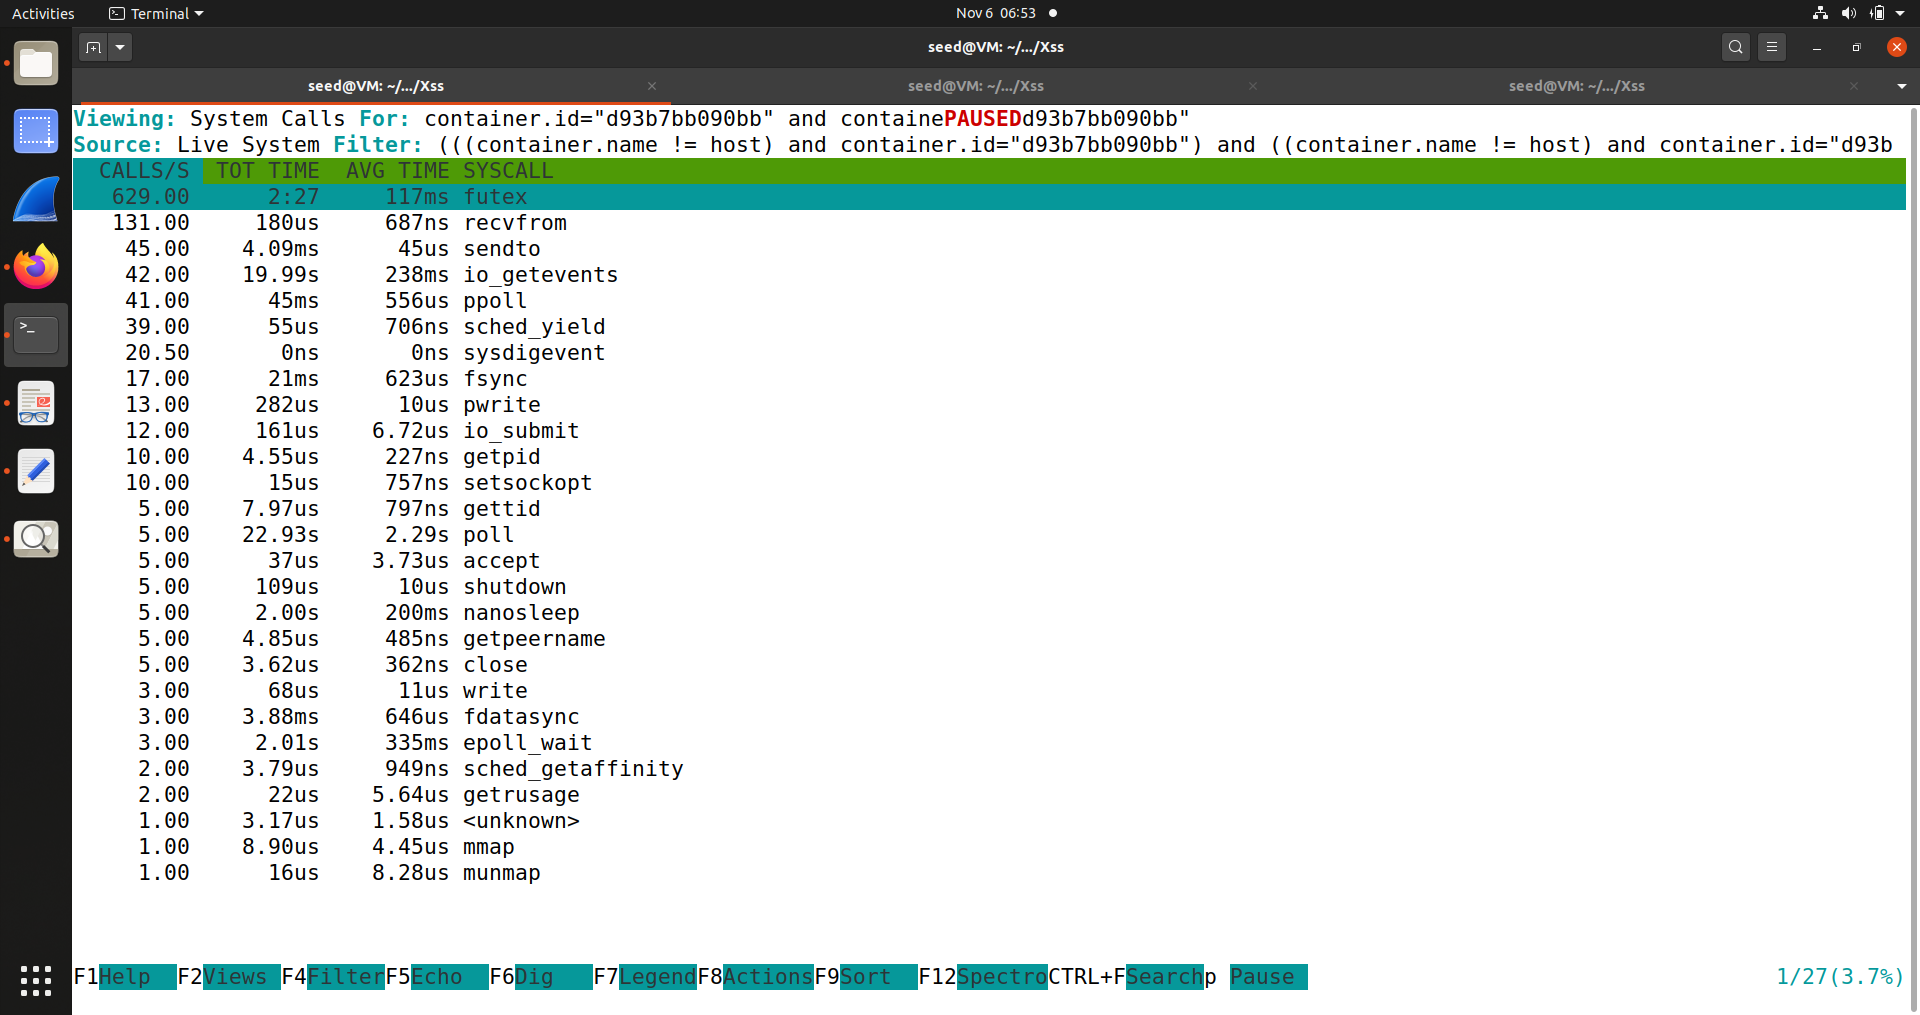 Activities Terminal Nov 6 06:53
seed@VM: ~/.../Xss
seed@VM: ~/.../Xss seed@VM: ~/.../Xss seed@VM: ~/.../Xss
Viewing: System Calls For: container.id="d93b7bb090bb" and containePAUSEDd93b7bb090bb"
Source: Live System Filter: (((container.name != host) and container.id="d93b7bb090bb") and ((container.name != host) and container.id="d93b
CALLS/S TOT TIME AVG TIME SYSCALL
629.00 2:27 117ms futex
131.00 180us 687ns recvfrom
45.00 4.09ms 45us sendto
42.00 19.99s 238ms io_getevents
41.00 45ms 556us ppoll
39.00 55us 706ns sched_yield
20.50 0ns 0ns sysdigevent
17.00 21ms 623us fsync
13.00 282us 10us pwrite
12.00 161us 6.72us io_submit
10.00 4.55us 227ns getpid
10.00 15us 757ns setsockopt
5.00 7.97us 797ns gettid
5.00 22.93s 2.29s poll
5.00 37us 3.73us accept
5.00 109us 10us shutdown
5.00 2.00s 200ms nanosleep
5.00 4.85us 485ns getpeername
5.00 3.62us 362ns close
3.00 68us 11us write
3.00 3.88ms 646us fdatasync
3.00 2.01s 335ms epoll_wait
2.00 3.79us 949ns sched_getaffinity
2.00 22us 5.64us getrusage
1.00 3.17us 1.58us <unknown>
1.00 8.90us 4.45us mmap
1.00 16us 8.28us munmap
F1Help F2Views F4FilterF5Echo F6Dig F7LegendF8ActionsF9Sort F12SpectroCTRL+FSearchp Pause 1/27(3.7%)